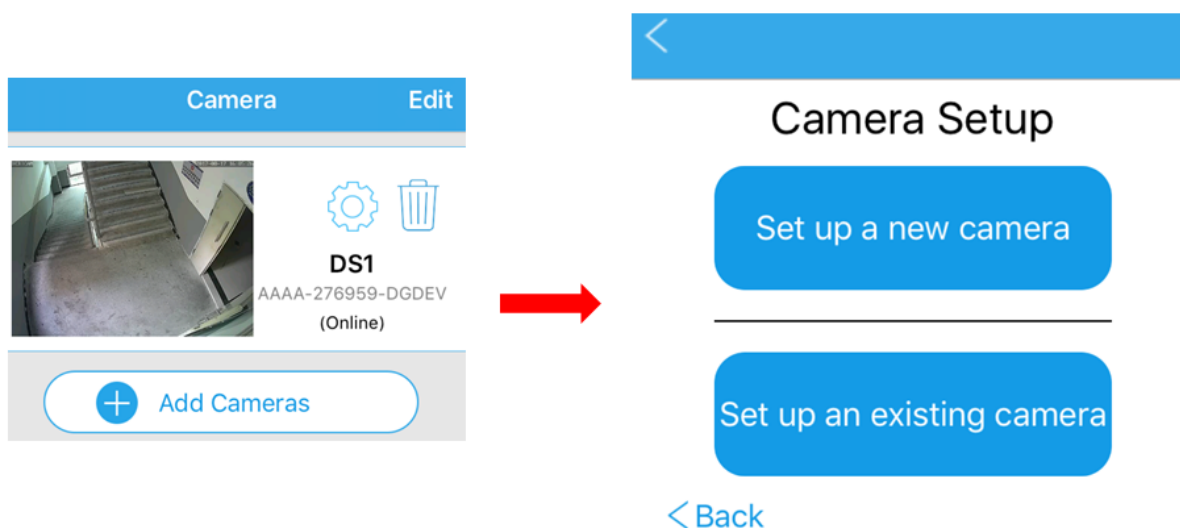 Camera Edit
DS1
AAAA-276959-DGDEV
(Online)
Add Cameras
Camera Setup
Set up a new camera
Set up an existing camera
Back